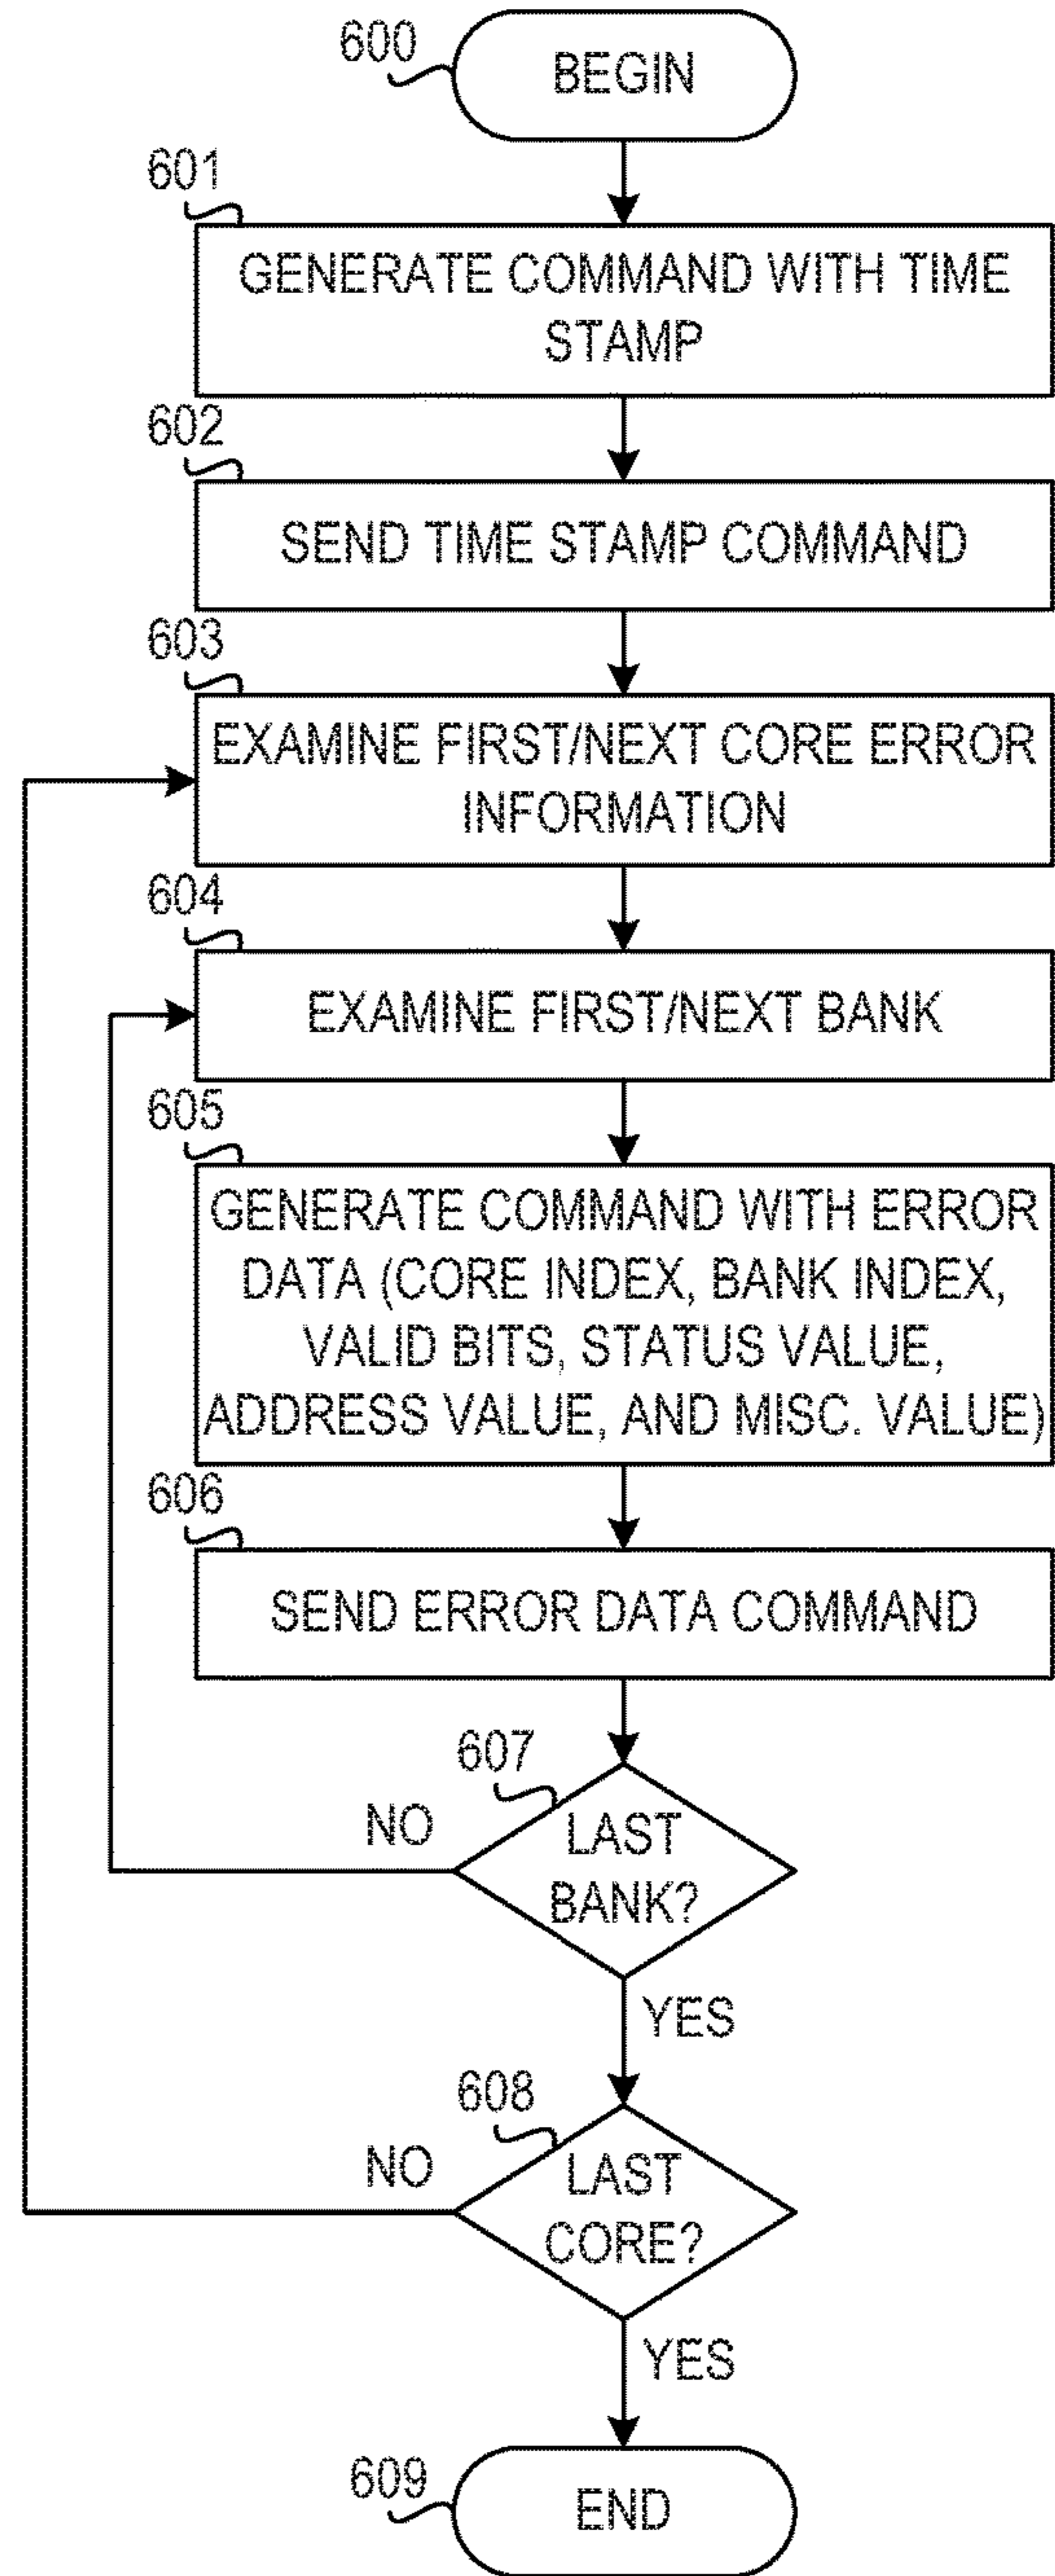 600
BEGIN
601
GENERATE COMMAND WITH TIME
STAMP
602
SEND TIME STAMP COMMAND
603
EXAMINE FIRST/NEXT CORE ERROR
INFORMATION
604
EXAMINE FIRST/NEXT BANK
605
GENERATE COMMAND WITH ERROR
DATA (CORE INDEX, BANK INDEX,
VALID BITS, STATUS VALUE,
ADDRESS VALUE, AND MISC. VALUE)
606
SEND ERROR DATA COMMAND
607
NO
LAST
BANK?
YES
608
NO
LAST
CORE?
YES
609
END